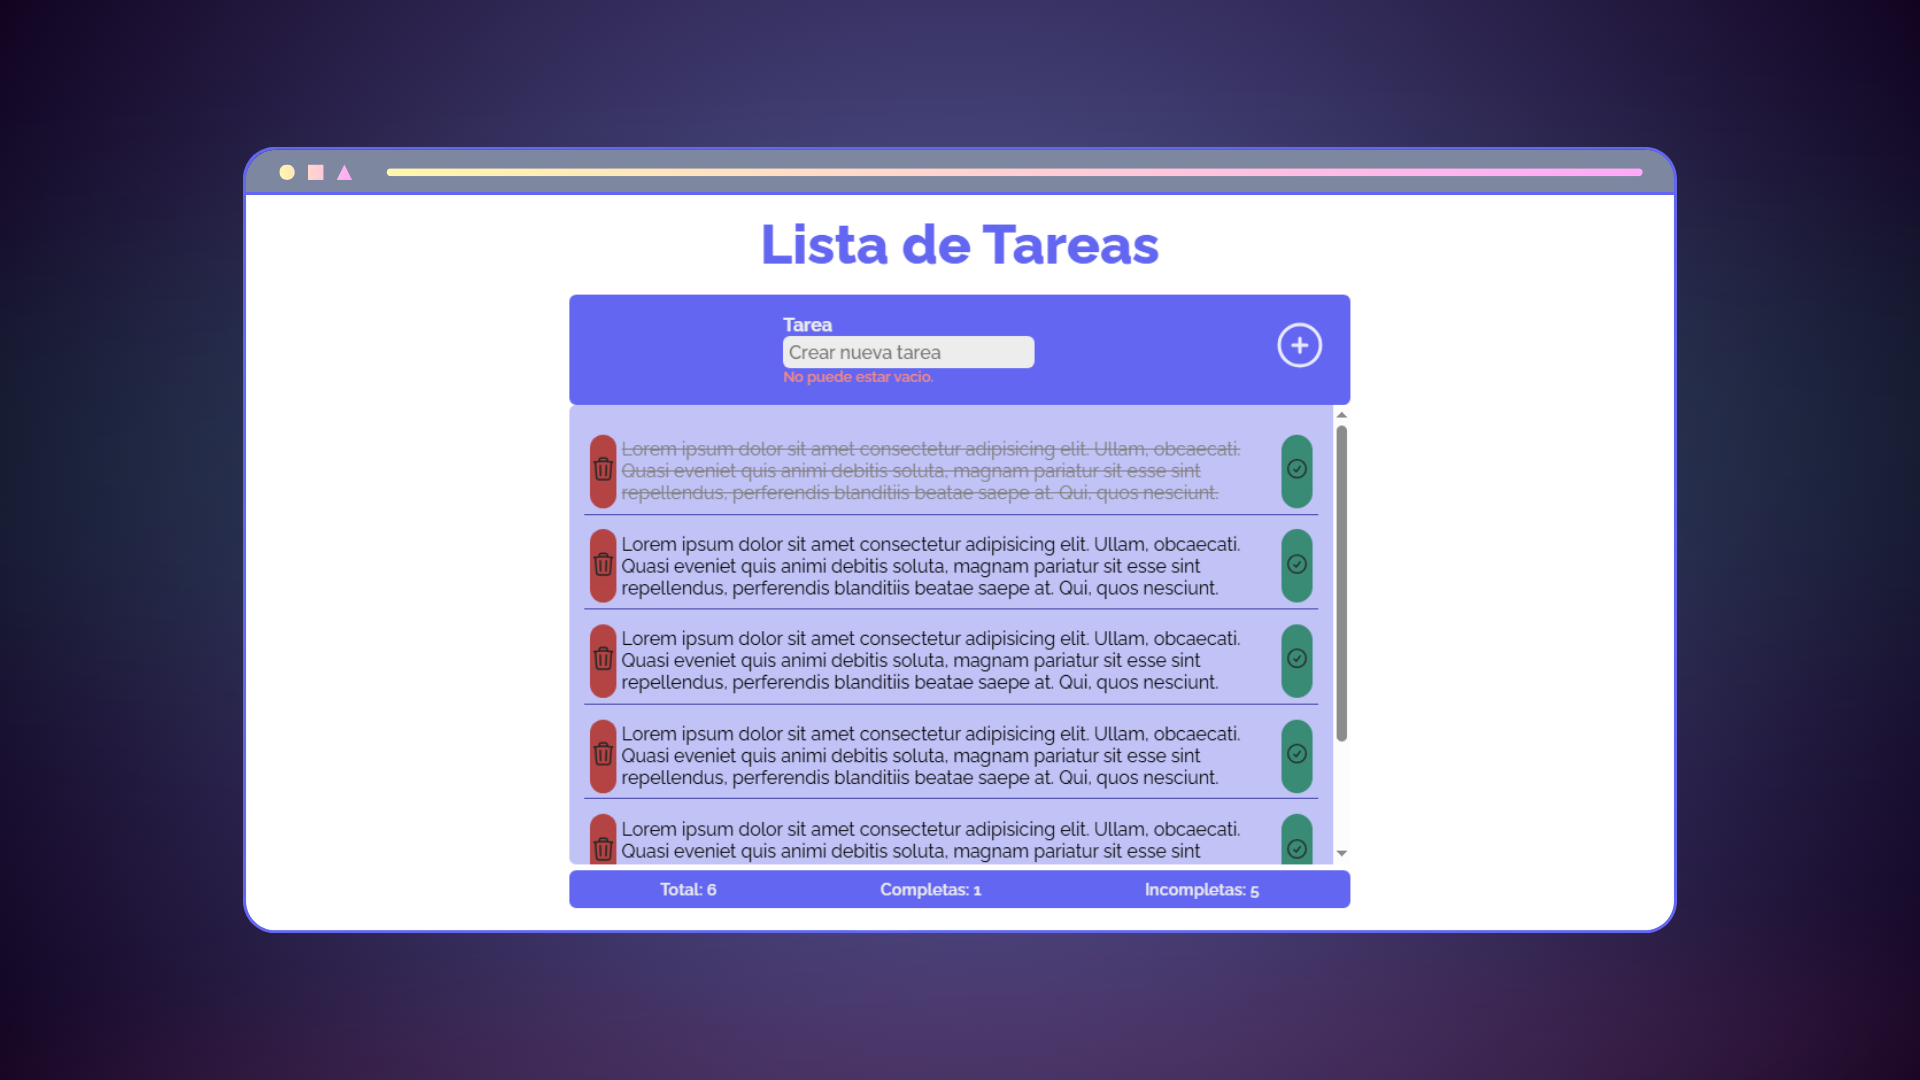 Lista de Tareas
Tarea
Crear nueva tarea
No puede estar vacio.
Lorem ipsum dolor sit amet consectetur adipisicing elit. Ullam, obcaecati.
Quasi eveniet quis animi debitis soluta, magnam pariatur sit esse sint
repellendus, perferendis blanditiis beatae saepe at. Qui, quos nesciunt.
Lorem ipsum dolor sit amet consectetur adipisicing elit. Ullam, obcaecati.
Quasi eveniet quis animi debitis soluta, magnam pariatur sit esse sint
repellendus, perferendis blanditiis beatae saepe at. Qui, quos nesciunt.
Lorem ipsum dolor sit amet consectetur adipisicing elit. Ullam, obcaecati.
Quasi eveniet quis animi debitis soluta, magnam pariatur sit esse sint
repellendus, perferendis blanditiis beatae saepe at. Qui, quos nesciunt.
Lorem ipsum dolor sit amet consectetur adipisicing elit. Ullam, obcaecati.
Quasi eveniet quis animi debitis soluta, magnam pariatur sit esse sint
repellendus, perferendis blanditiis beatae saepe at. Qui, quos nesciunt.
Lorem ipsum dolor sit amet consectetur adipisicing elit. Ullam, obcaecati.
Quasi eveniet quis animi debitis soluta, magnam pariatur sit esse sint
Total: 6 Completas: 1 Incompletas: 5